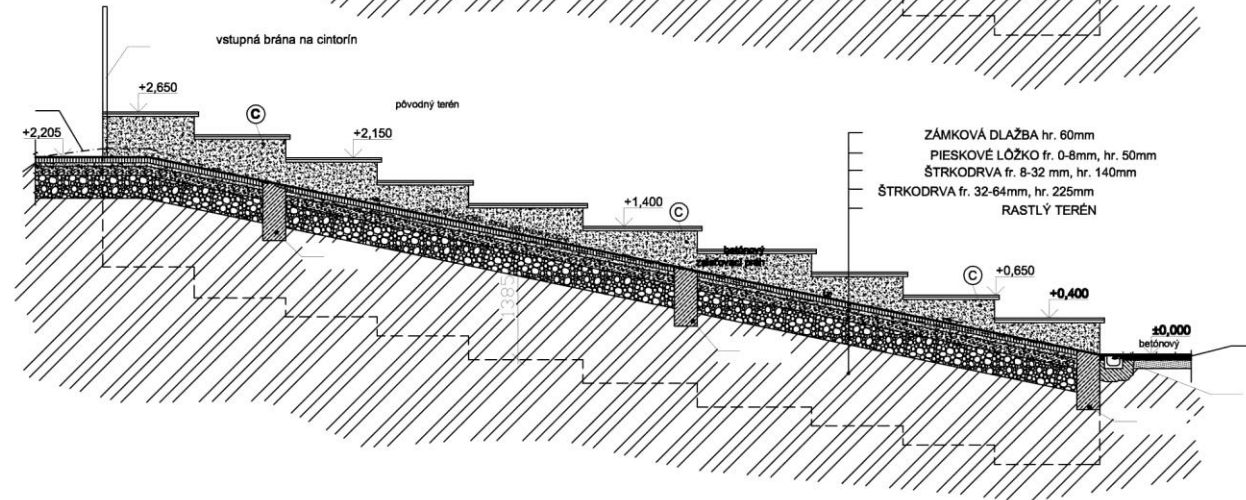 vstupná brána na cintorín
+2,650
C
pôvodný terén
+2,205
+2,150
ZÁMKOVÁ DLAŽBA hr. 60mm
PIESKOVÉ LÔŽKO fr. 0-8mm, hr. 50mm
ŠTRKODRVA fr. 8-32 mm, hr. 140mm
ŠTRKODRVA fr. 32-64mm, hr. 225mm
RASTLÝ TERÉN
+1,400
C
betónový
C
+0,650
1385
+0,400
±0,000
betónový